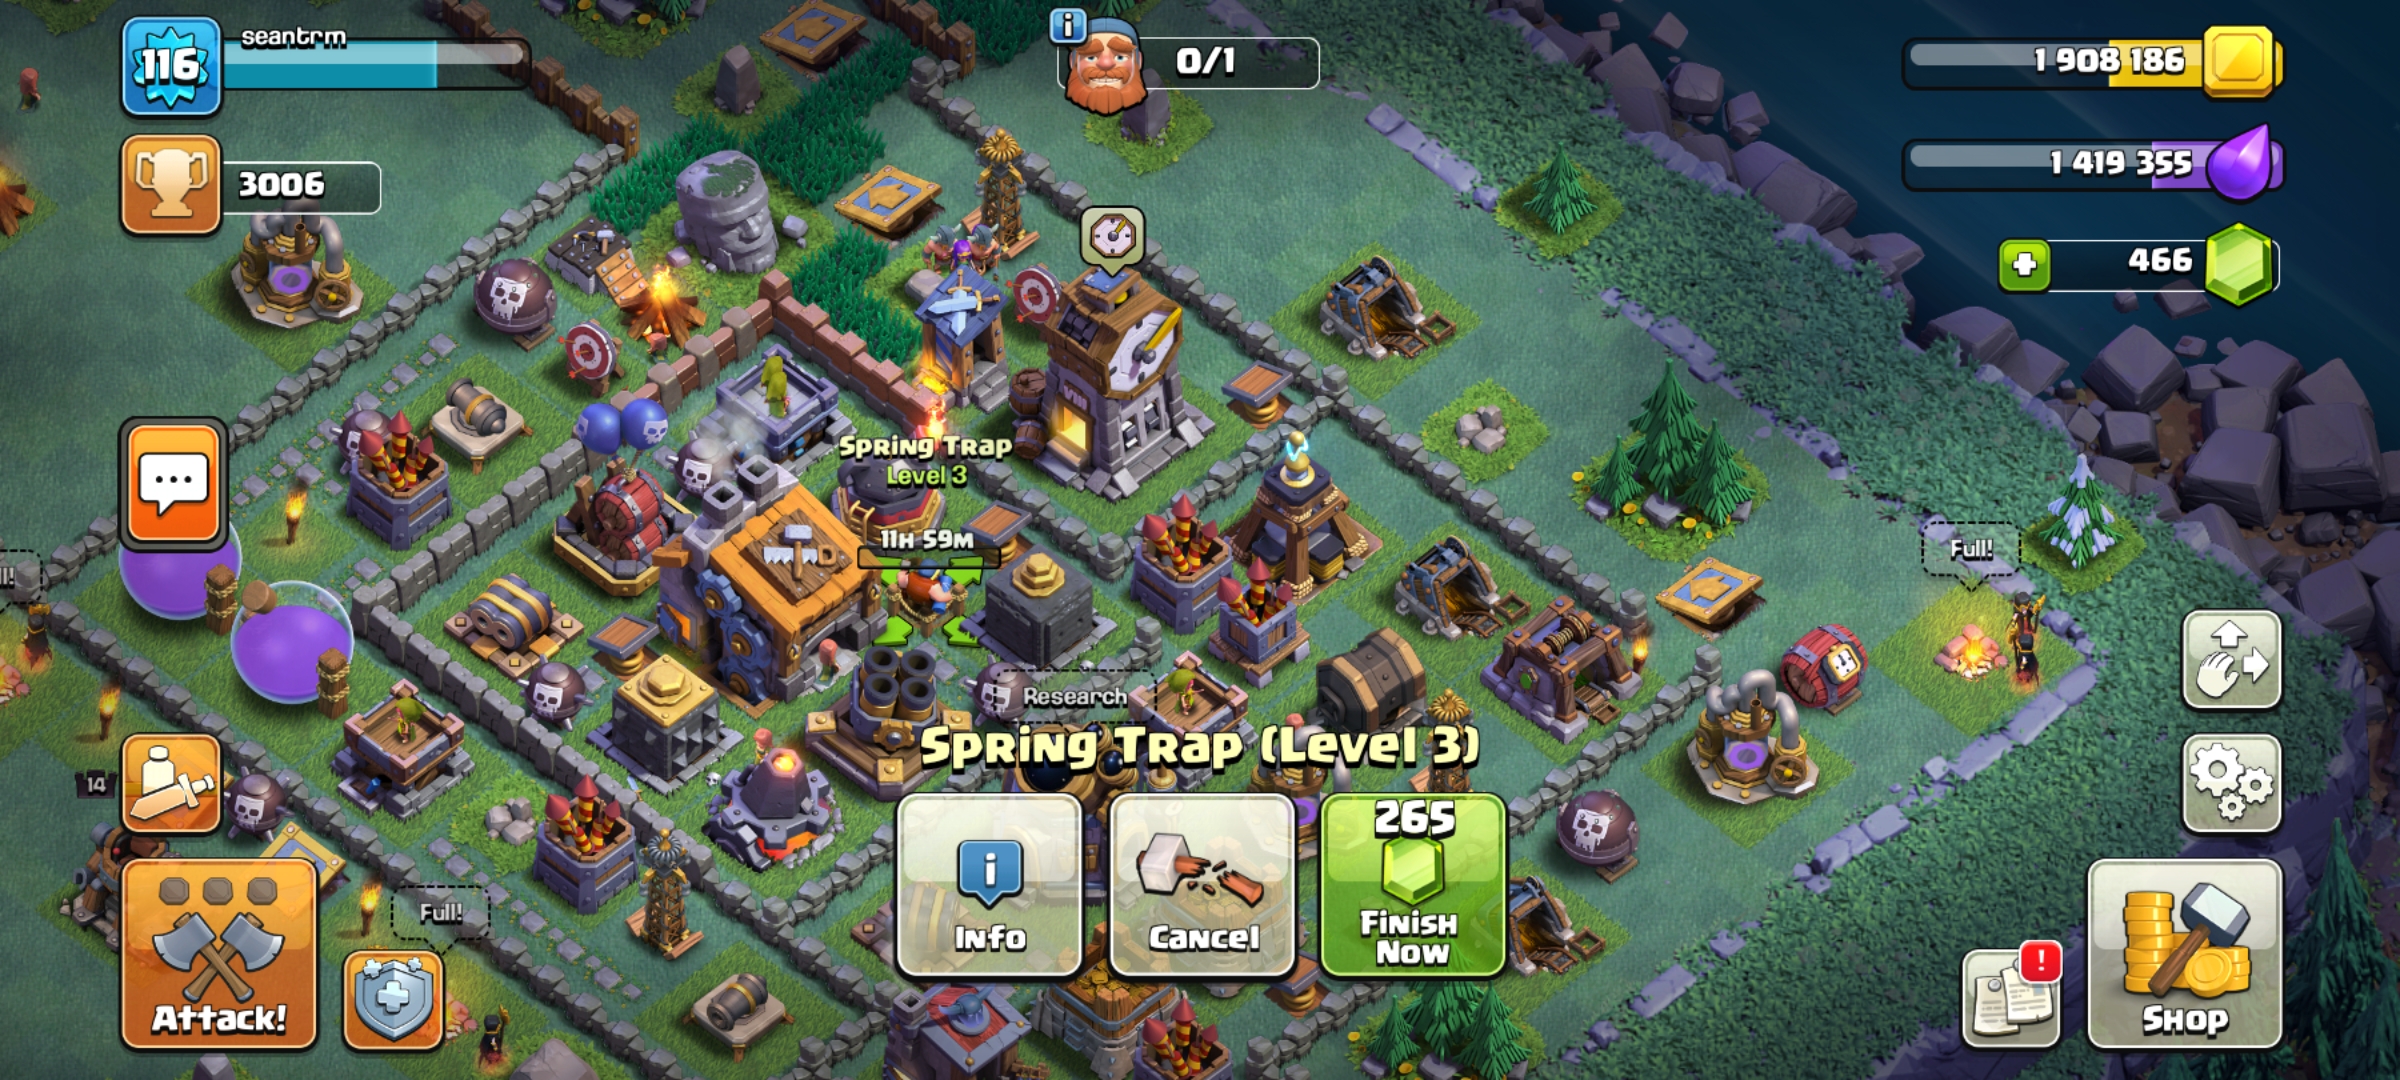 116
seantrm
i
0/1
1 908 186
3006
1 419 355
+
466
Spring Trap
Level 3
11H 59M
Full!
VIII
Research
Spring Trap (Level 3)
14
265
i
Info
Cancel
Finish
Now
Full!
Attack!
!
Shop